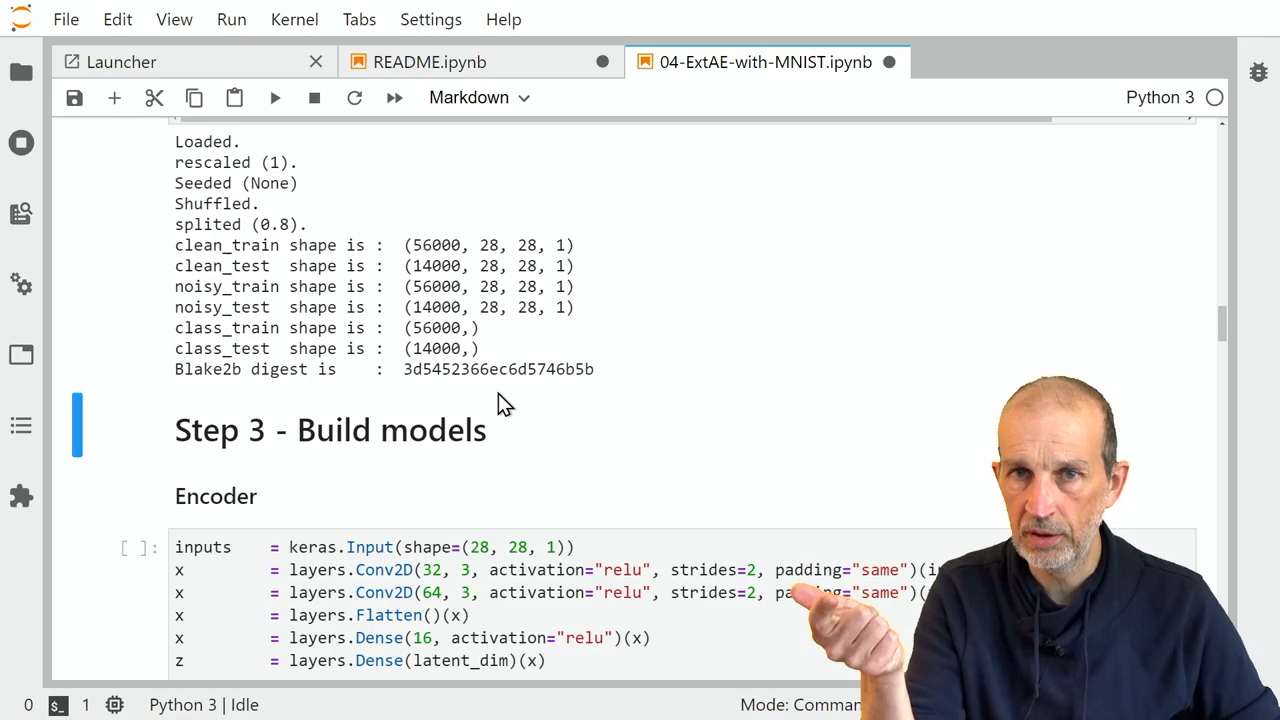 File Edit View Run Kernel Tabs Settings Help
Launcher README.ipynb 04-ExtAE-with-MNIST.ipynb
Markdown Python 3
Loaded.
rescaled (1).
Seeded (None)
Shuffled.
splited (0.8).
clean_train shape is : (56000, 28, 28, 1)
clean_test shape is : (14000, 28, 28, 1)
noisy_train shape is : (56000, 28, 28, 1)
noisy_test shape is : (14000, 28, 28, 1)
class_train shape is : (56000,)
class_test shape is : (14000,)
Blake2b digest is : 3d5452366ec6d5746b5b
Step 3 - Build models
Encoder
[ ]: inputs = keras.Input(shape=(28, 28, 1))
x = layers.Conv2D(32, 3, activation="relu", strides=2, padding="same")(i
x = layers.Conv2D(64, 3, activation="relu", strides=2, ="same")(
x = layers.Flatten()(x)
x = layers.Dense(16, activation="relu")(x)
z = layers.Dense(latent_dim)(x)
0 $_ 1 Python 3 | Idle Mode: Comman